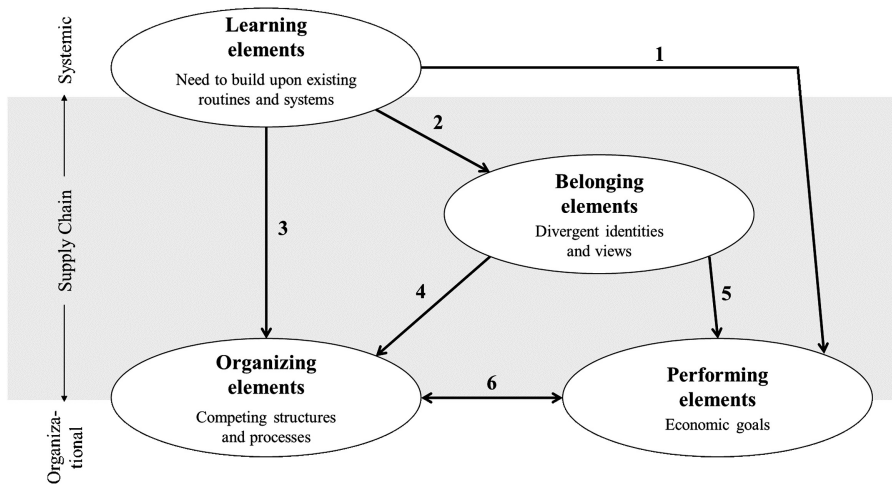 Systemic
Learning
elements
Need to build upon existing
routines and systems
1
2
Supply Chain
3
Belonging
elements
Divergent identities
and views
4
5
Organizing
elements
Competing structures
and processes
6
Performing
elements
Economic goals
Organiza-
tional